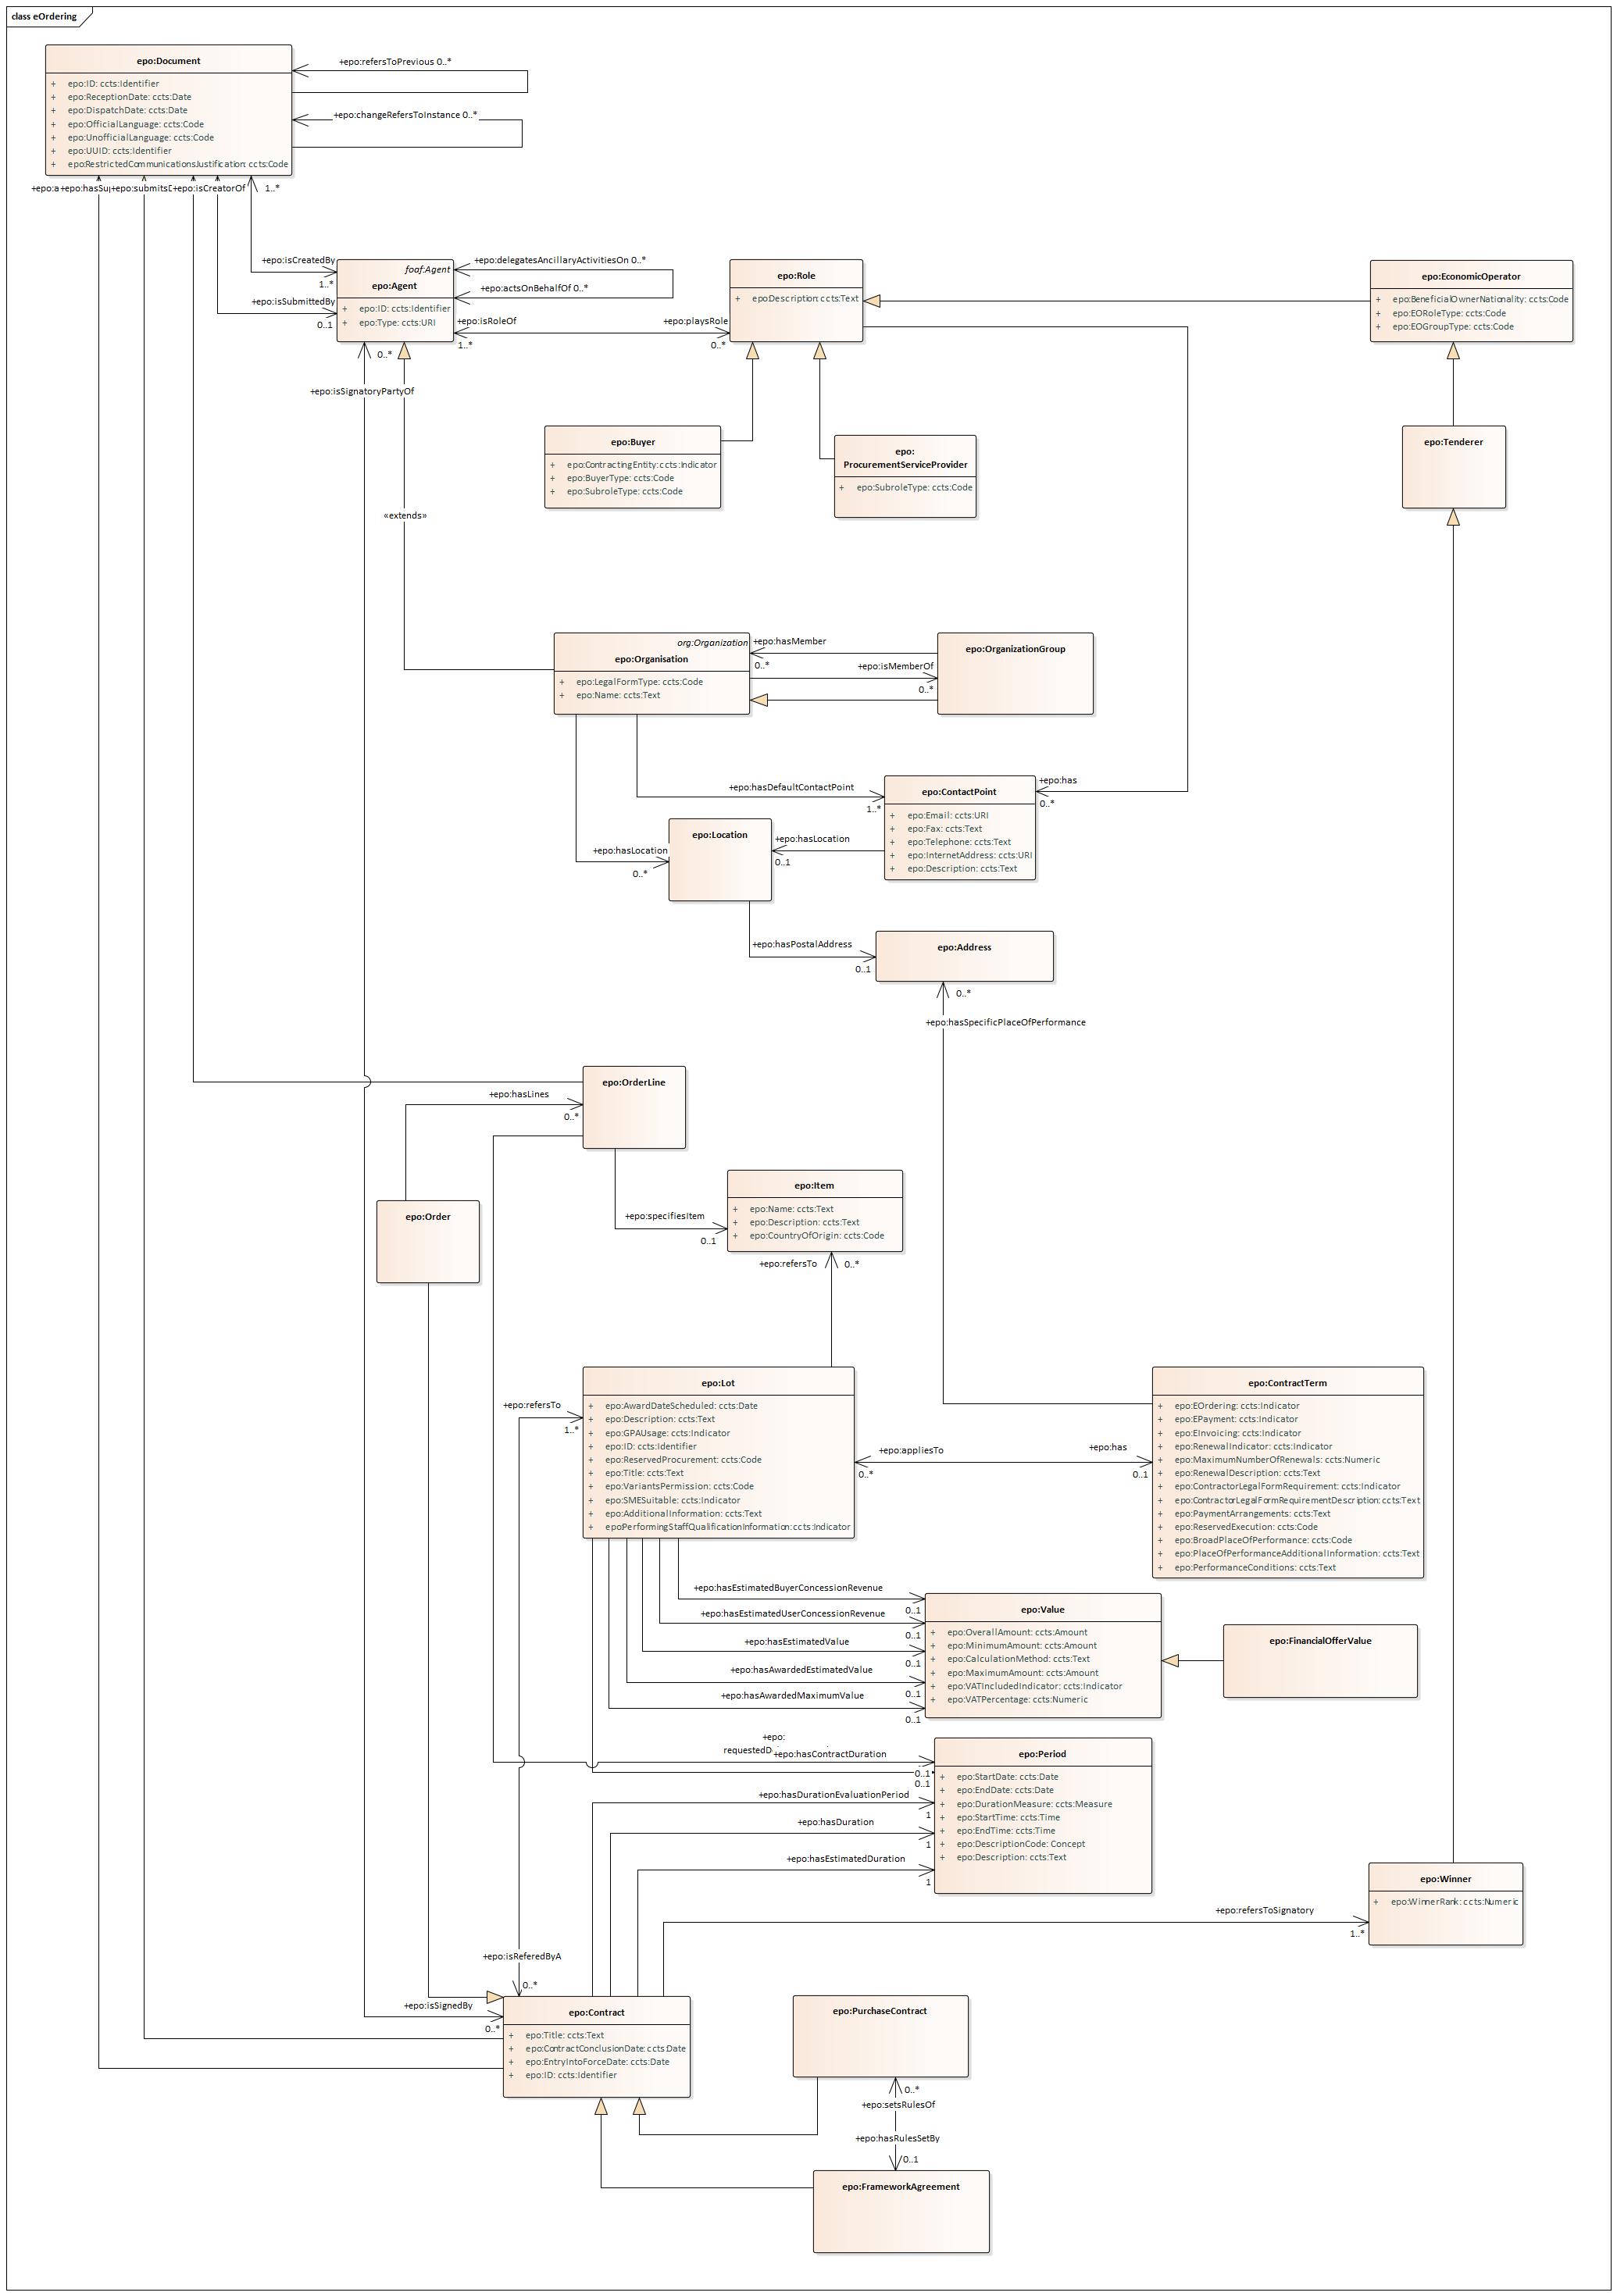 class eOrdering
epo:Document
+ epo:ID: ccts:Identifier
+ epo:ReceptionDate: ccts:Date
+ epo:DispatchDate: ccts:Date
+ epo:OfficialLanguage: ccts:Code
+ epo:UnofficialLanguage: ccts:Code
+ epo:UUID: ccts:Identifier
+ epo:RestrictedCommunicationsJustification: ccts:Code
+epo:refersToPrevious 0..*
+epo:changeRefersToInstance 0..*
+epo:isCreatorOf
1..*
+epo:isCreatedBy
1..*
+epo:isSubmittedBy
0..1
foaf:Agent
epo:Agent
+ epo:ID: ccts:Identifier
+ epo:Type: ccts:URI
+epo:delegatesAncillaryActivitiesOn 0..*
+epo:actsOnBehalfOf 0..*
+epo:isRoleOf
1..*
+epo:playsRole
0..*
epo:Role
+ epo:Description: ccts:Text
epo:EconomicOperator
+ epo:BeneficialOwnerNationality: ccts:Code
+ epo:EORoleType: ccts:Code
+ epo:EOGroupType: ccts:Code
0..*
+epo:isSignatoryPartyOf
epo:Buyer
+ epo:ContractingEntity: ccts:Indicator
+ epo:BuyerType: ccts:Code
+ epo:SubroleType: ccts:Code
epo:
ProcurementServiceProvider
+ epo:SubroleType: ccts:Code
epo:Tenderer
«extends»
org:Organization
epo:Organisation
+ epo:LegalFormType: ccts:Code
+ epo:Name: ccts:Text
+epo:hasMember
0..*
+epo:isMemberOf
0..*
epo:OrganizationGroup
+epo:hasDefaultContactPoint
1..*
epo:ContactPoint
+ epo:Email: ccts:URI
+ epo:Fax: ccts:Text
+ epo:Telephone: ccts:Text
+ epo:InternetAddress: ccts:URI
+ epo:Description: ccts:Text
+epo:has
0..*
epo:Location
+epo:hasLocation
0..*
+epo:hasLocation
0..1
+epo:hasPostalAddress
0..1
epo:Address
0..*
+epo:hasSpecificPlaceOfPerformance
epo:OrderLine
+epo:hasLines
0..*
epo:Order
+epo:specifiesItem
0..1
epo:Item
+ epo:Name: ccts:Text
+ epo:Description: ccts:Text
+ epo:CountryOfOrigin: ccts:Code
+epo:refersTo
0..*
epo:Lot
+ epo:AwardDateScheduled: ccts:Date
+ epo:Description: ccts:Text
+ epo:GPAUsage: ccts:Indicator
+ epo:ID: ccts:Identifier
+ epo:ReservedProcurement: ccts:Code
+ epo:Title: ccts:Text
+ epo:VariantsPermission: ccts:Code
+ epo:SMESuitable: ccts:Indicator
+ epo:AdditionalInformation: ccts:Text
+ epoPerformingStaffQualificationInformation: ccts:Indicator
+epo:refersTo
1..*
+epo:appliesTo
0..*
+epo:has
0..1
epo:ContractTerm
+ epo:EOrdering: ccts:Indicator
+ epo:EPayment: ccts:Indicator
+ epo:EInvoicing: ccts:Indicator
+ epo:RenewalIndicator: ccts:Indicator
+ epo:MaximumNumberOfRenewals: ccts:Numeric
+ epo:RenewalDescription: ccts:Text
+ epo:ContractorLegalFormRequirement: ccts:Indicator
+ epo:ContractorLegalFormRequirementDescription: ccts:Text
+ epo:PaymentArrangements: ccts:Text
+ epo:ReservedExecution: ccts:Code
+ epo:BroadPlaceOfPerformance: ccts:Code
+ epo:PlaceOfPerformanceAdditionalInformation: ccts:Text
+ epo:PerformanceConditions: ccts:Text
+epo:hasEstimatedBuyerConcessionRevenue
0..1
+epo:hasEstimatedUserConcessionRevenue
0..1
+epo:hasEstimatedValue
0..1
+epo:hasAwardedEstimatedValue
0..1
+epo:hasAwardedMaximumValue
0..1
epo:Value
+ epo:OverallAmount: ccts:Amount
+ epo:MinimumAmount: ccts:Amount
+ epo:CalculationMethod: ccts:Text
+ epo:MaximumAmount: ccts:Amount
+ epo:VATIncludedIndicator: ccts:Indicator
+ epo:VATPercentage: ccts:Numeric
epo:FinancialOfferValue
+epo:
+epo:hasContractDuration
0..1
0..1
+epo:hasDurationEvaluationPeriod
1
+epo:hasDuration
1
+epo:hasEstimatedDuration
1
epo:Period
+ epo:StartDate: ccts:Date
+ epo:EndDate: ccts:Date
+ epo:DurationMeasure: ccts:Measure
+ epo:StartTime: ccts:Time
+ epo:EndTime: ccts:Time
+ epo:DescriptionCode: Concept
+ epo:Description: ccts:Text
epo:Winner
+ epo:WinnerRank: ccts:Numeric
+epo:refersToSignatory
1..*
+epo:isReferedByA
0..*
+epo:isSignedBy
0..*
epo:Contract
+ epo:Title: ccts:Text
+ epo:ContractConclusionDate: ccts:Date
+ epo:EntryIntoForceDate: ccts:Date
+ epo:ID: ccts:Identifier
epo:PurchaseContract
0..*
+epo:setsRulesOf
+epo:hasRulesSetBy
0..1
epo:FrameworkAgreement